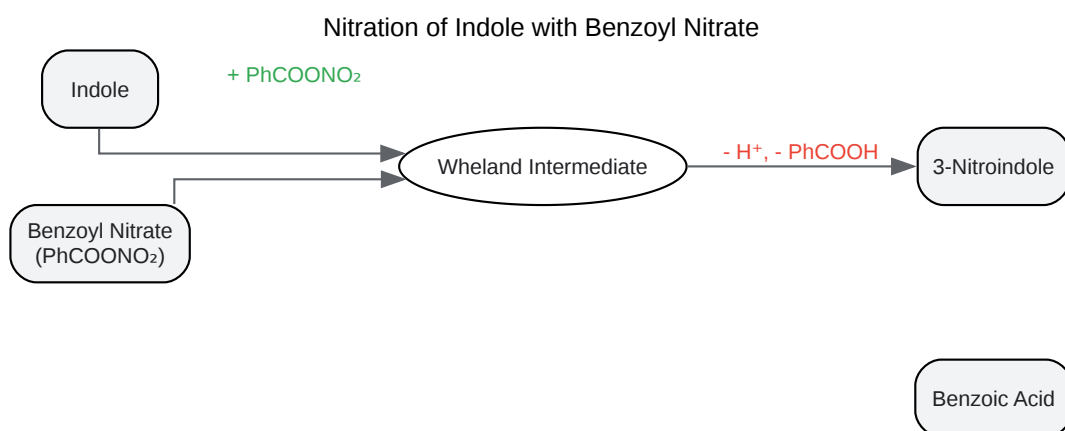 Nitration of Indole with Benzoyl Nitrate
Indole
+ PhCOONO₂
Wheland Intermediate
- H⁺, - PhCOOH
3-Nitroindole
Benzoyl Nitrate
(PhCOONO₂)
Benzoic Acid